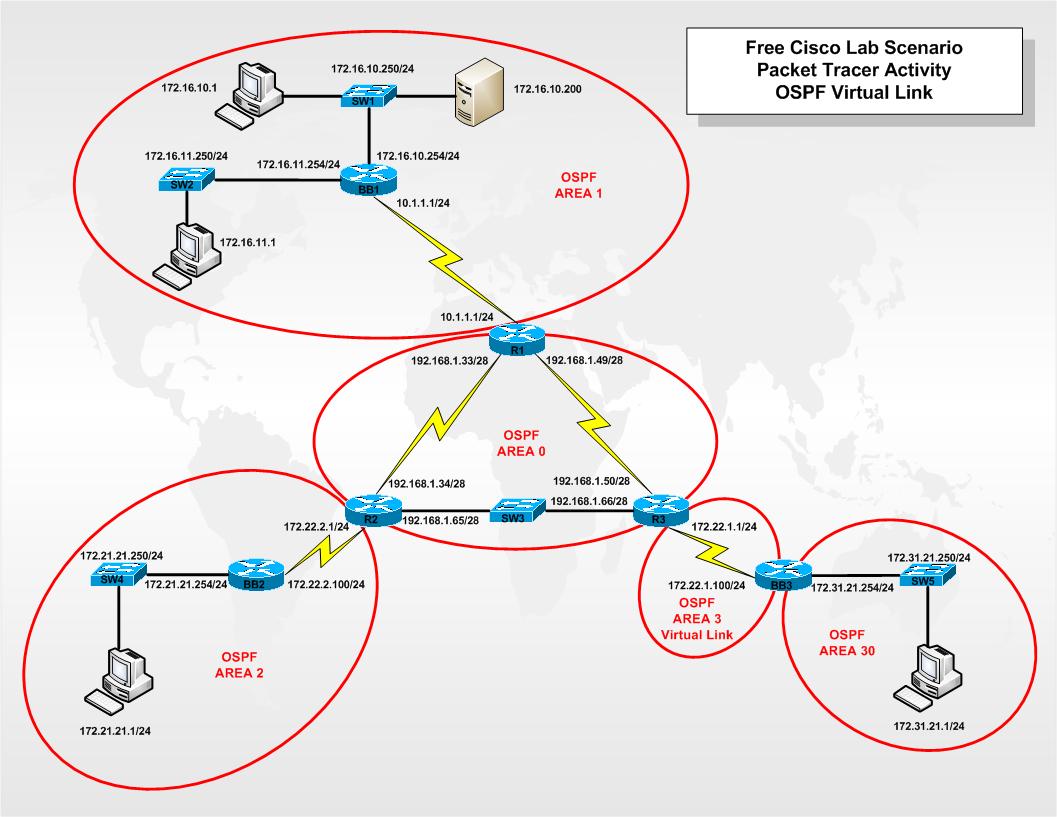 Free Cisco Lab Scenario
Packet Tracer Activity
OSPF Virtual Link
172.16.10.250/24
172.16.10.1
SW1
172.16.10.200
172.16.11.250/24
172.16.11.254/24
172.16.10.254/24
SW2
BB1
OSPF
AREA 1
10.1.1.1/24
172.16.11.1
10.1.1.1/24
R1
192.168.1.33/28
192.168.1.49/28
OSPF
AREA 0
192.168.1.34/28
192.168.1.50/28
192.168.1.66/28
R2
192.168.1.65/28
SW3
R3
172.22.2.1/24
172.22.1.1/24
172.21.21.250/24
SW4
172.21.21.254/24
BB2
172.22.2.100/24
172.22.1.100/24
BB3
172.31.21.250/24
SW5
172.31.21.254/24
OSPF
AREA 3
Virtual Link
OSPF
AREA 30
OSPF
AREA 2
172.21.21.1/24
172.31.21.1/24